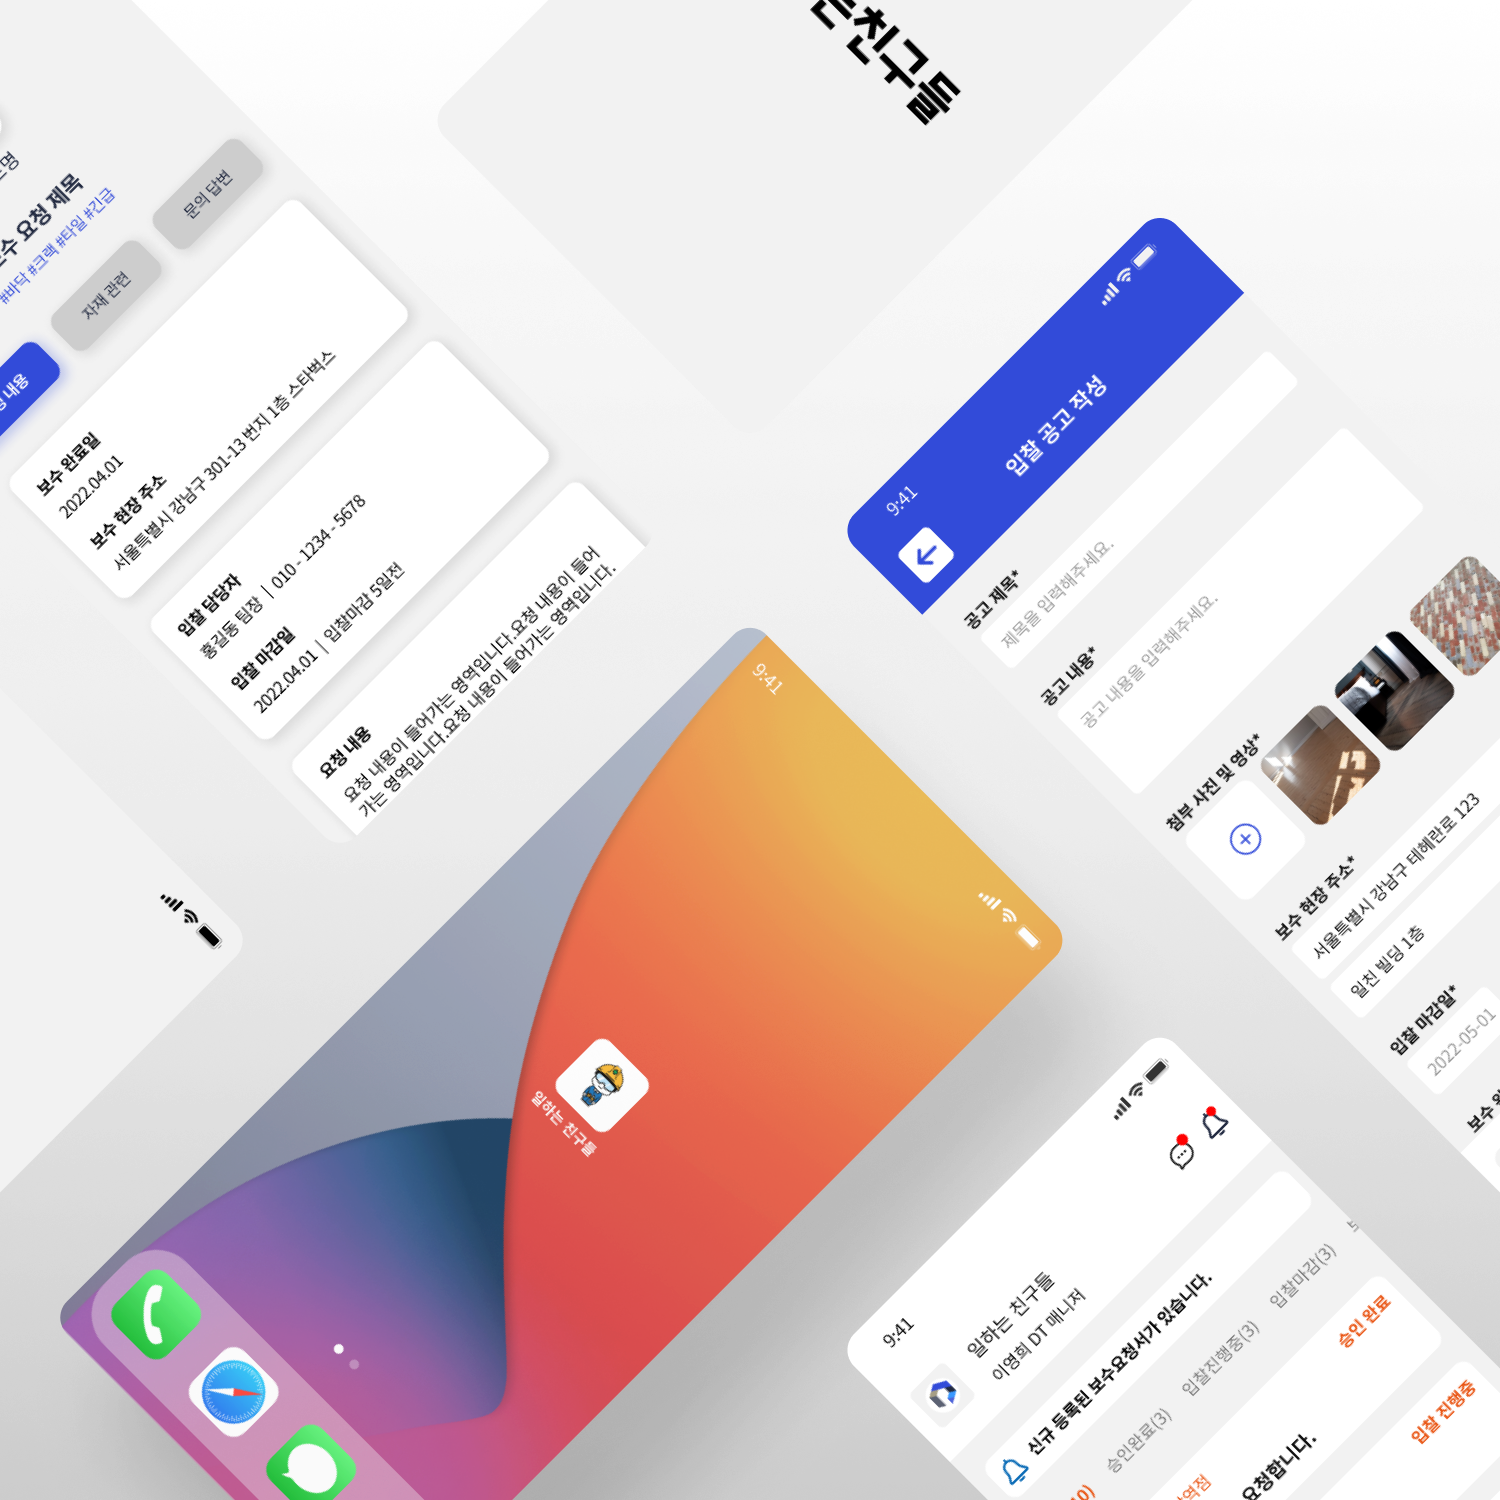 는친구들
수 요청 제목
#바닥 #크랙 #타일 #긴급
내용
자재 관련
문의 답변
보수 완료일
2022.04.01
보수 현장 주소
서울특별시 강남구 301-13 번지 1층 스타벅스
입찰 담당자
홍길동 팀장 | 010 - 1234 - 5678
입찰 마감일
2022.04.01 | 입찰마감 5일전
요청 내용
요청 내용이 들어가는 영역입니다.요청 내용이 들어
가는 영역입니다.요청 내용이 들어가는 영역입니다.
9:41
일하는 친구들
9:41
입찰 공고 작성
공고 제목*
제목을 입력해주세요.
공고 내용*
공고 내용을 입력해주세요.
첨부 사진 및 영상*
보수 현장 주소*
서울특별시 강남구 테헤란로 123
일친 빌딩 1층
입찰 마감일*
2022-05-01
보수
9:41
일하는 친구들
이영희 DT 매니저
신규 등록된 보수요청서가 있습니다.
승인완료(3)
입찰진행중(3)
입찰마감(3)
승인 완료
역점
요청합니다.
입찰 진행중